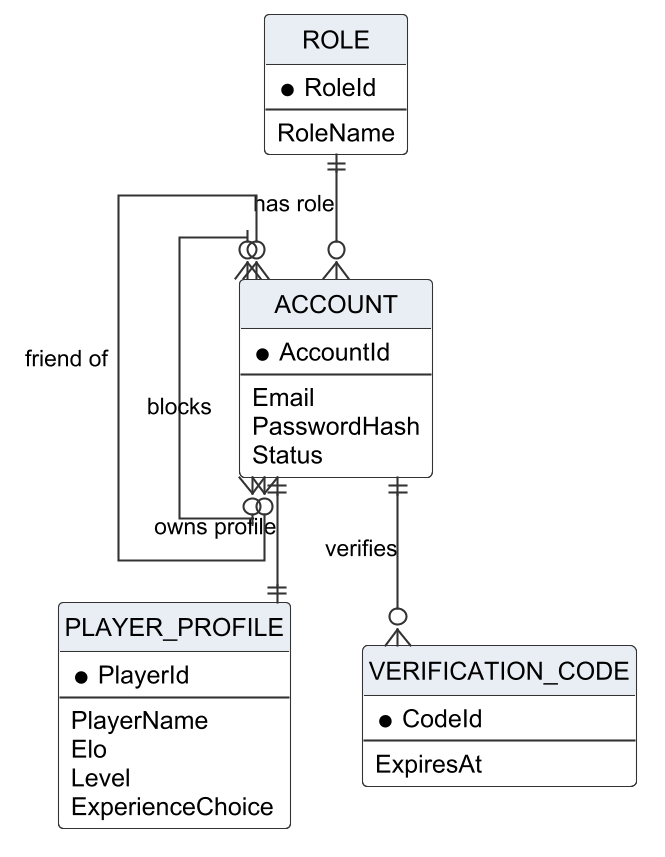 ROLE
RoleId
RoleName
has role
ACCOUNT
AccountId
friend of
Email
blocks
PasswordHash
Status
owns profile
verifies
PLAYER_PROFILE
PlayerId
PlayerName
Elo
Level
ExperienceChoice
VERIFICATION_CODE
CodeId
ExpiresAt